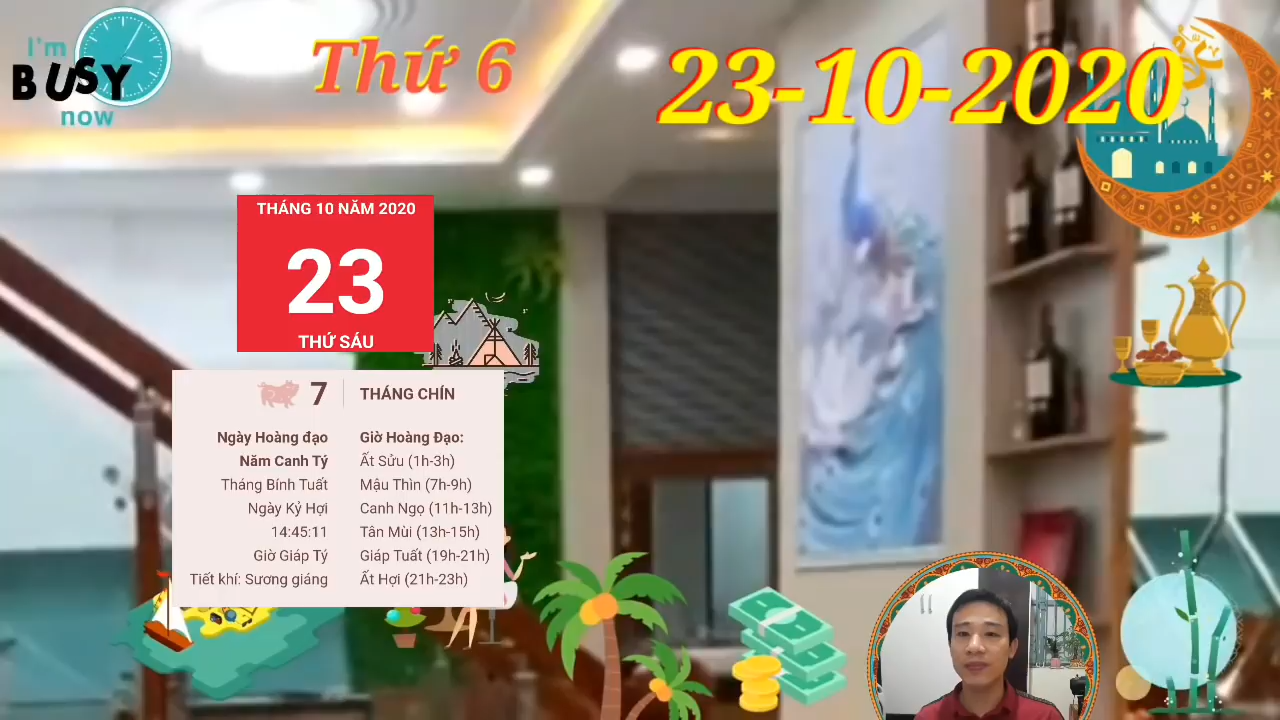 I'm
BUSY
now
Thứ 6
23-10-2020
THÁNG 10 NĂM 2020
23
THỨ SÁU
7
THÁNG CHÍN
Ngày Hoàng đạo
Năm Canh Tý
Tháng Bính Tuất
Ngày Kỷ Hợi
14:45:11
Giờ Giáp Tý
Tiết khí: Sương giáng
Giờ Hoàng Đạo:
Ất Sửu (1h-3h)
Mậu Thìn (7h-9h)
Canh Ngọ (11h-13h)
Tân Mùi (13h-15h)
Giáp Tuất (19h-21h)
Ất Hợi (21h-23h)